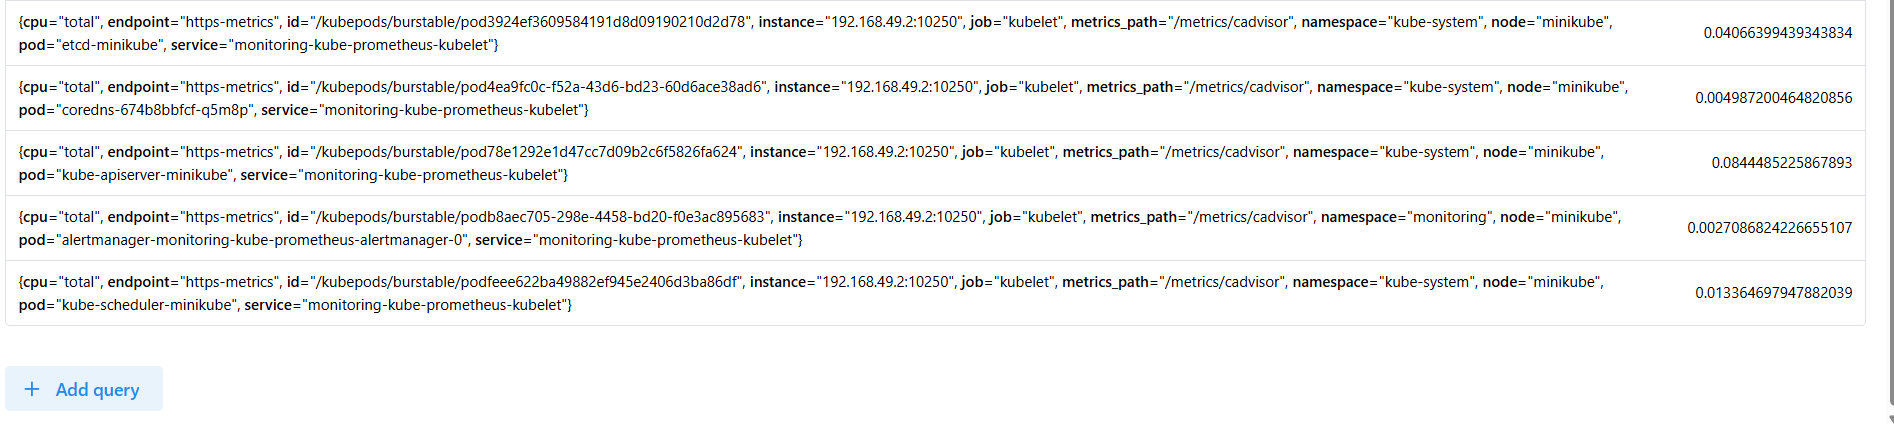 {cpu="total", endpoint="https-metrics", id="/kubepods/burstable/pod3924ef3609584191d8d09190210d2d78", instance="192.168.49.2:10250", job="kubelet", metrics_path="/metrics/cadvisor", namespace="kube-system", node="minikube",
pod="etcd-minikube", service="monitoring-kube-prometheus-kubelet"}
0.04066399439343834
{cpu="total", endpoint="https-metrics", id="/kubepods/burstable/pod4ea9fc0c-f52a-43d6-bd23-60d6ace38ad6", instance="192.168.49.2:10250", job="kubelet", metrics_path="/metrics/cadvisor", namespace="kube-system", node="minikube",
pod="coredns-674b8bbfcf-q5m8p", service="monitoring-kube-prometheus-kubelet"}
0.004987200464820856
{cpu="total", endpoint="https-metrics", id="/kubepods/burstable/pod78e1292e1d47cc7d09b2c6f5826fa624", instance="192.168.49.2:10250", job="kubelet", metrics_path="/metrics/cadvisor", namespace="kube-system", node="minikube",
pod="kube-apiserver-minikube", service="monitoring-kube-prometheus-kubelet"}
0.0844485225867893
{cpu="total", endpoint="https-metrics", id="/kubepods/burstable/podb8aec705-298e-4458-bd20-f0e3ac895683", instance="192.168.49.2:10250", job="kubelet", metrics_path="/metrics/cadvisor", namespace="monitoring", node="minikube",
pod="alertmanager-monitoring-kube-prometheus-alertmanager-0", service="monitoring-kube-prometheus-kubelet"}
0.0027086824226655107
{cpu="total", endpoint="https-metrics", id="/kubepods/burstable/podfeee622ba49882ef945e2406d3ba86df", instance="192.168.49.2:10250", job="kubelet", metrics_path="/metrics/cadvisor", namespace="kube-system", node="minikube",
pod="kube-scheduler-minikube", service="monitoring-kube-prometheus-kubelet"}
0.013364697947882039
Add query